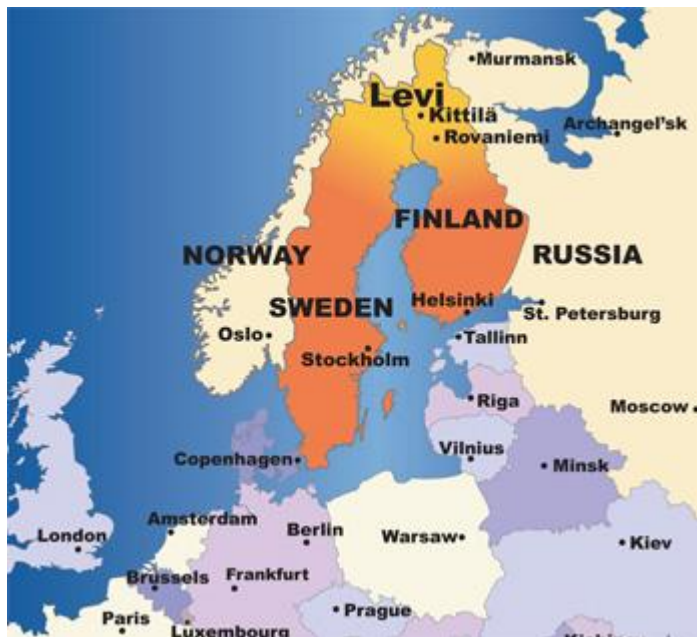 Murmansk
Levi
Kittilä
Rovaniemi
Archangel'sk
FINLAND
NORWAY
RUSSIA
SWEDEN
Helsinki
St. Petersburg
Oslo
Tallinn
Stockholm
Riga
Moscow
Vilnius
Copenhagen
Minsk
Amsterdam
London
Berlin
Warsaw
Kiev
Brussels
Frankfurt
Prague
Paris
Luxembourg